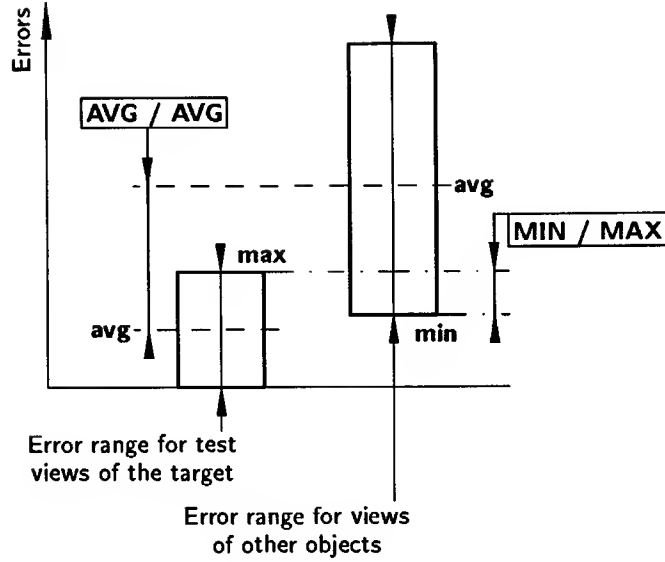 Errors
AVG / AVG
avg
MIN / MAX
max
avg
min
Error range for test
views of the target
Error range for views
of other objects